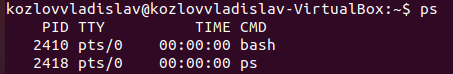 kozlovvladislav@kozlovvladislav-VirtualBox:~$ ps
    PID TTY          TIME CMD
   2410 pts/0    00:00:00 bash
   2418 pts/0    00:00:00 ps